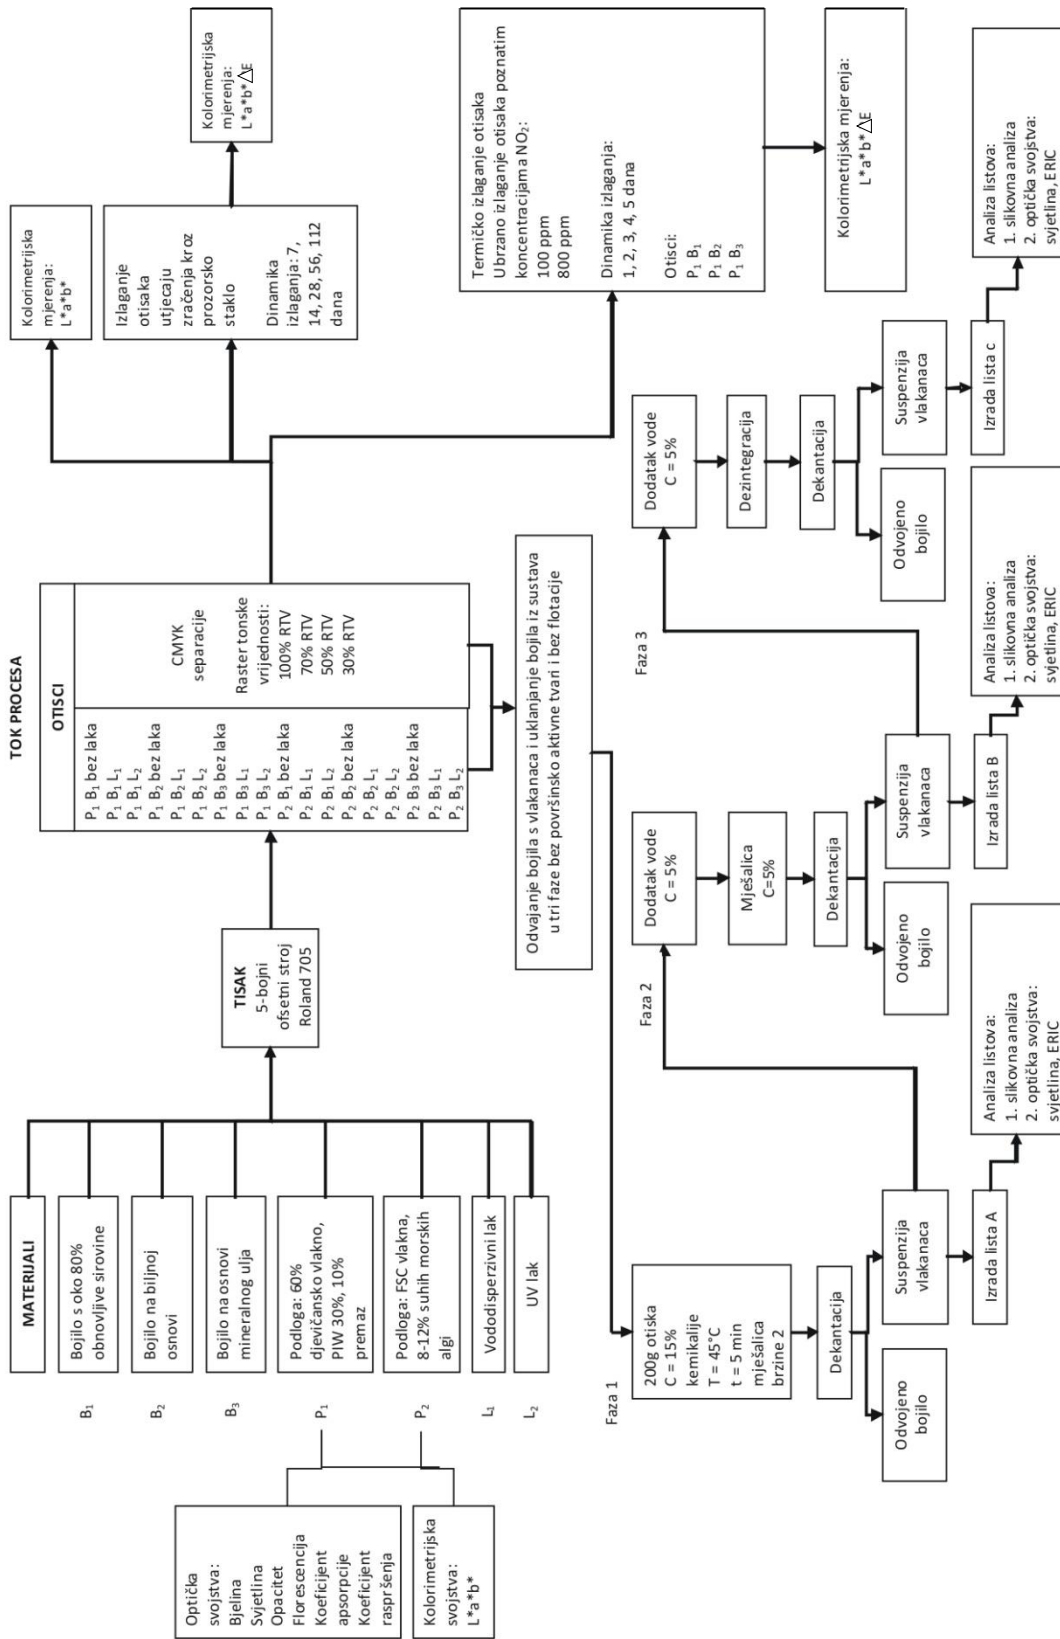 TOK PROCESA
MATERIJALI
B₁
Bojilo s oko 80%
obnovljive sirovine
B₂
Bojilo na biljnoj
osnovi
B₃
Bojilo na osnovi
mineralnog ulja
P₁
Podloga: 60%
djevičansko vlakno,
PIW 30%, 10%
premaz
P₂
Podloga: FSC vlakna,
8-12% suhih morskih
algi
L₁
Vododisperzivni lak
L₂
UV lak
Optička
svojstva:
Bjelina
Svjetlina
Opacitet
Florescencija
Koeficijent
apsorpcije
Koeficijent
raspršenja
Kolorimetrijska
svojstva:
L*a*b*
TISAK
5-bojni
ofsetni stroj
Roland 705
OTISCI
P₁ B₁ bez laka
P₁ B₁ L₁
P₁ B₁ L₂
P₁ B₂ bez laka
P₁ B₂ L₁
P₁ B₂ L₂
P₁ B₃ bez laka
P₁ B₃ L₁
P₁ B₃ L₂
P₂ B₁ bez laka
P₂ B₁ L₁
P₂ B₁ L₂
P₂ B₂ bez laka
P₂ B₂ L₁
P₂ B₂ L₂
P₂ B₃ bez laka
P₂ B₃ L₁
P₂ B₃ L₂
CMYK
separacije
Raster tonske
vrijednosti:
100% RTV
70% RTV
50% RTV
30% RTV
Kolorimetrijska
mjerenja:
L*a*b*
Izlaganje
otisaka
utjecaju
zračenja kroz
prozorsko
staklo
Dinamika
izlaganja: 7,
14, 28, 56, 112
dana
Kolorimetrijska
mjerenja:
L*a*b*△E
Termičko izlaganje otisaka
Ubrzano izlaganje otisaka poznatim
koncentracijama NO₂:
100 ppm
800 ppm
Dinamika izlaganja:
1, 2, 3, 4, 5 dana
Otisci:
P₁ B₁
P₁ B₂
P₁ B₃
Kolorimetrijska mjerenja:
L*a*b*△E
Odvajanje bojila s vlakanaca i uklanjanje bojila iz sustava
u tri faze bez površinsko aktivne tvari i bez flotacije
Faza 1
200g otiska
C = 15%
kemikalije
T = 45°C
t = 5 min
mješalica
brzine 2
Dekantacija
Odvojeno
bojilo
Suspenzija
vlakanaca
Izrada lista A
Analiza listova:
1. slikovna analiza
2. optička svojstva:
svjetlina, ERIC
Faza 2
Dodatak vode
C = 5%
Mješalica
C=5%
Dekantacija
Odvojeno
bojilo
Suspenzija
vlakanaca
Izrada lista B
Analiza listova:
1. slikovna analiza
2. optička svojstva:
svjetlina, ERIC
Faza 3
Dodatak vode
C = 5%
Dezintegracija
Dekantacija
Odvojeno
bojilo
Suspenzija
vlakanaca
Izrada lista c
Analiza listova:
1. slikovna analiza
2. optička svojstva:
svjetlina, ERIC